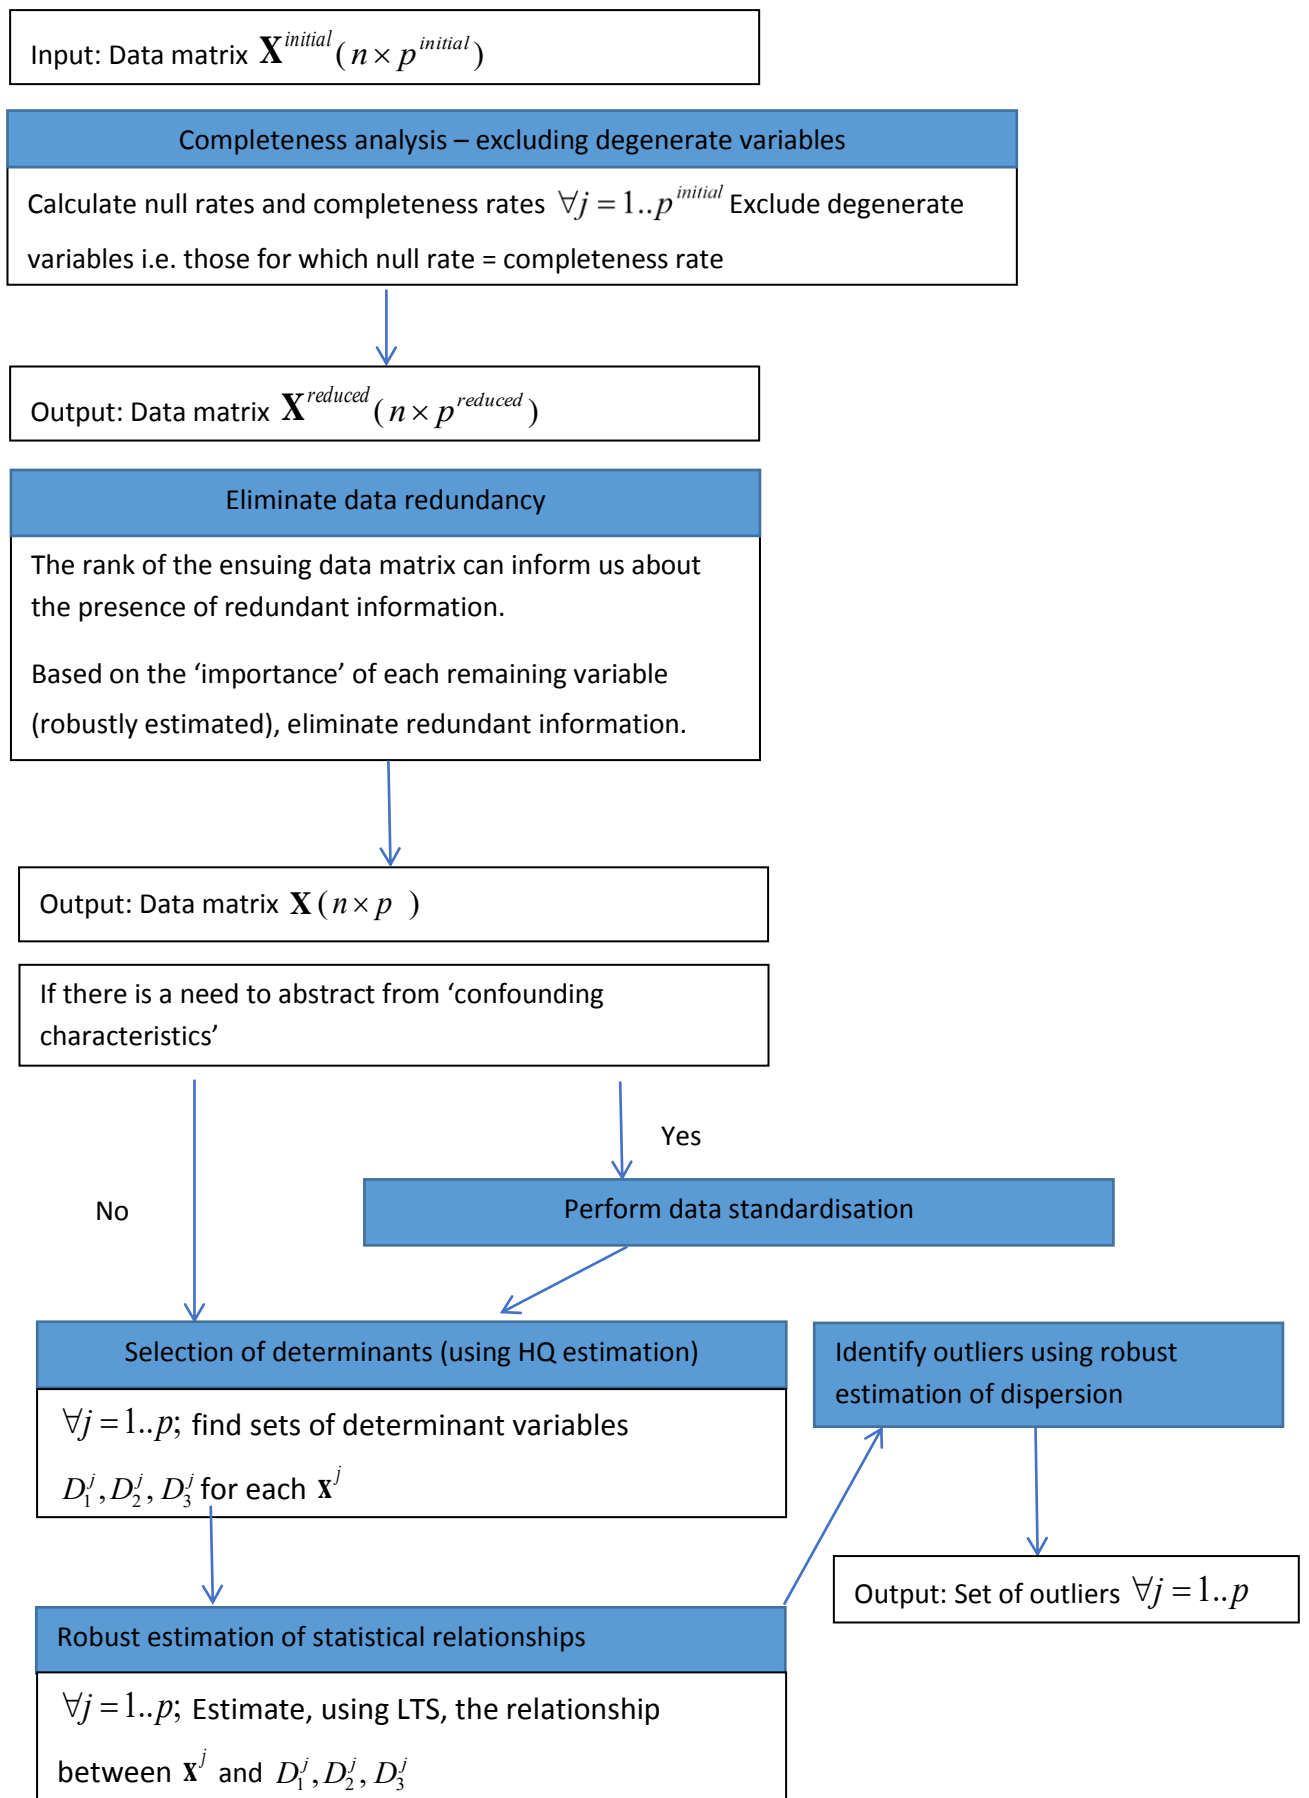 Input: Data matrix X^initial (n × p^initial)
Completeness analysis – excluding degenerate variables
Calculate null rates and completeness rates ∀j = 1..p^initial Exclude degenerate
variables i.e. those for which null rate = completeness rate
Output: Data matrix X^reduced (n × p^reduced)
Eliminate data redundancy
The rank of the ensuing data matrix can inform us about
the presence of redundant information.
Based on the ‘importance’ of each remaining variable
(robustly estimated), eliminate redundant information.
Output: Data matrix X (n × p )
If there is a need to abstract from ‘confounding
characteristics’
Yes
No
Perform data standardisation
Selection of determinants (using HQ estimation)
∀j = 1..p; find sets of determinant variables
D_1^j, D_2^j, D_3^j for each x^j
Robust estimation of statistical relationships
∀j = 1..p; Estimate, using LTS, the relationship
between x^j and D_1^j, D_2^j, D_3^j
Identify outliers using robust
estimation of dispersion
Output: Set of outliers ∀j = 1..p